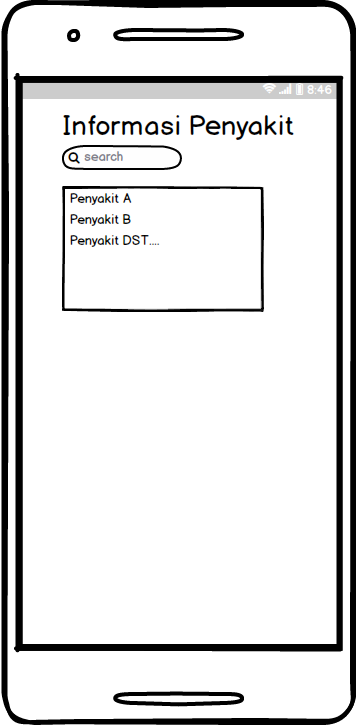 8:46
Informasi Penyakit
search
Penyakit A
Penyakit B
Penyakit DST....